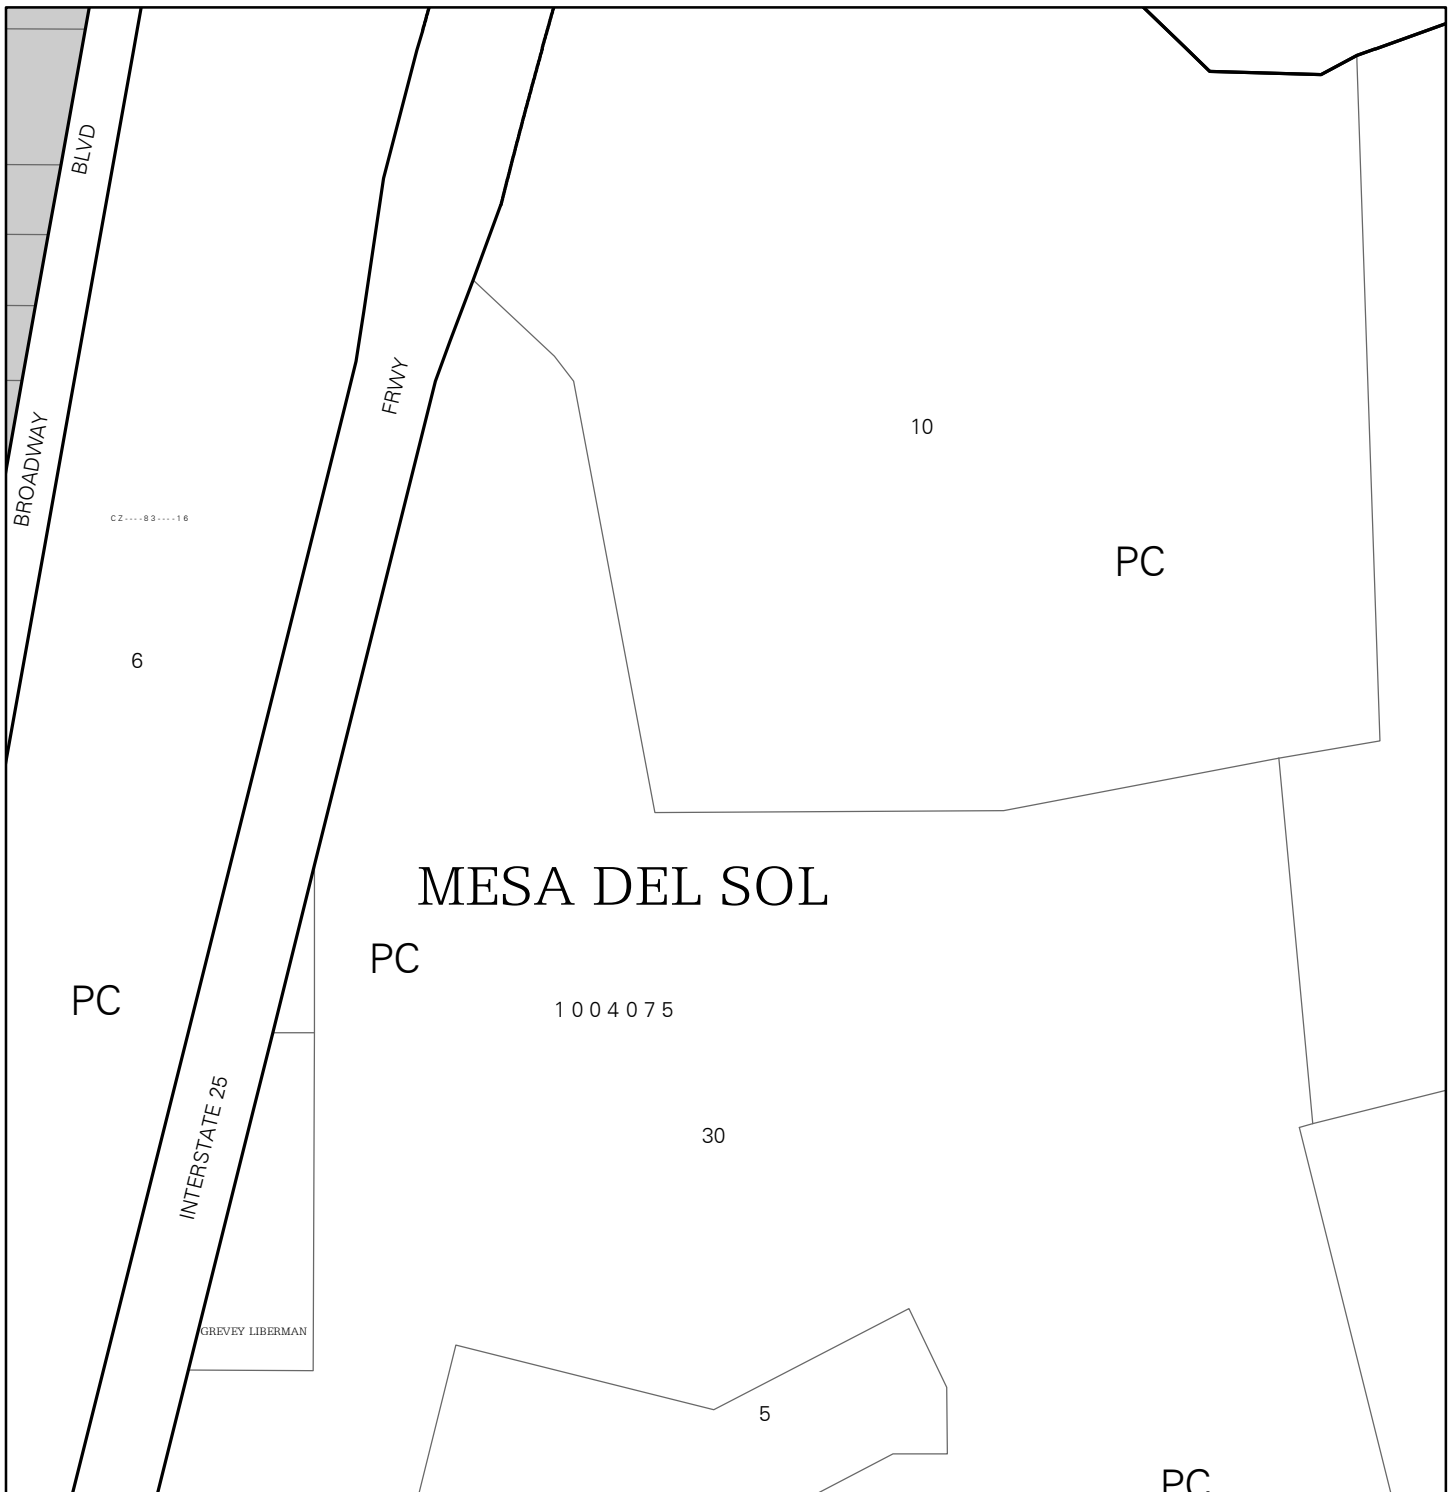 BLVD
FRWY
BROADWAY
10
CZ----83----16
PC
6
MESA DEL SOL
PC
PC
1004075
30
INTERSTATE 25
GREVEY LIBERMAN
5
PC